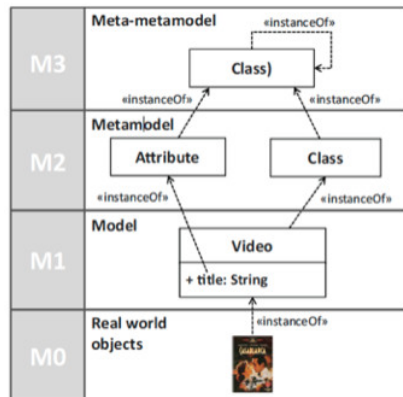 M3
Meta-metamodel
«instanceOf»
Class)
«instanceOf»
«instanceOf»
M2
Metamodel
Attribute
Class
«instanceOf»
«instanceOf»
M1
Model
Video
+ title: String
M0
Real world
objects
«instanceOf»
CASABLANCA